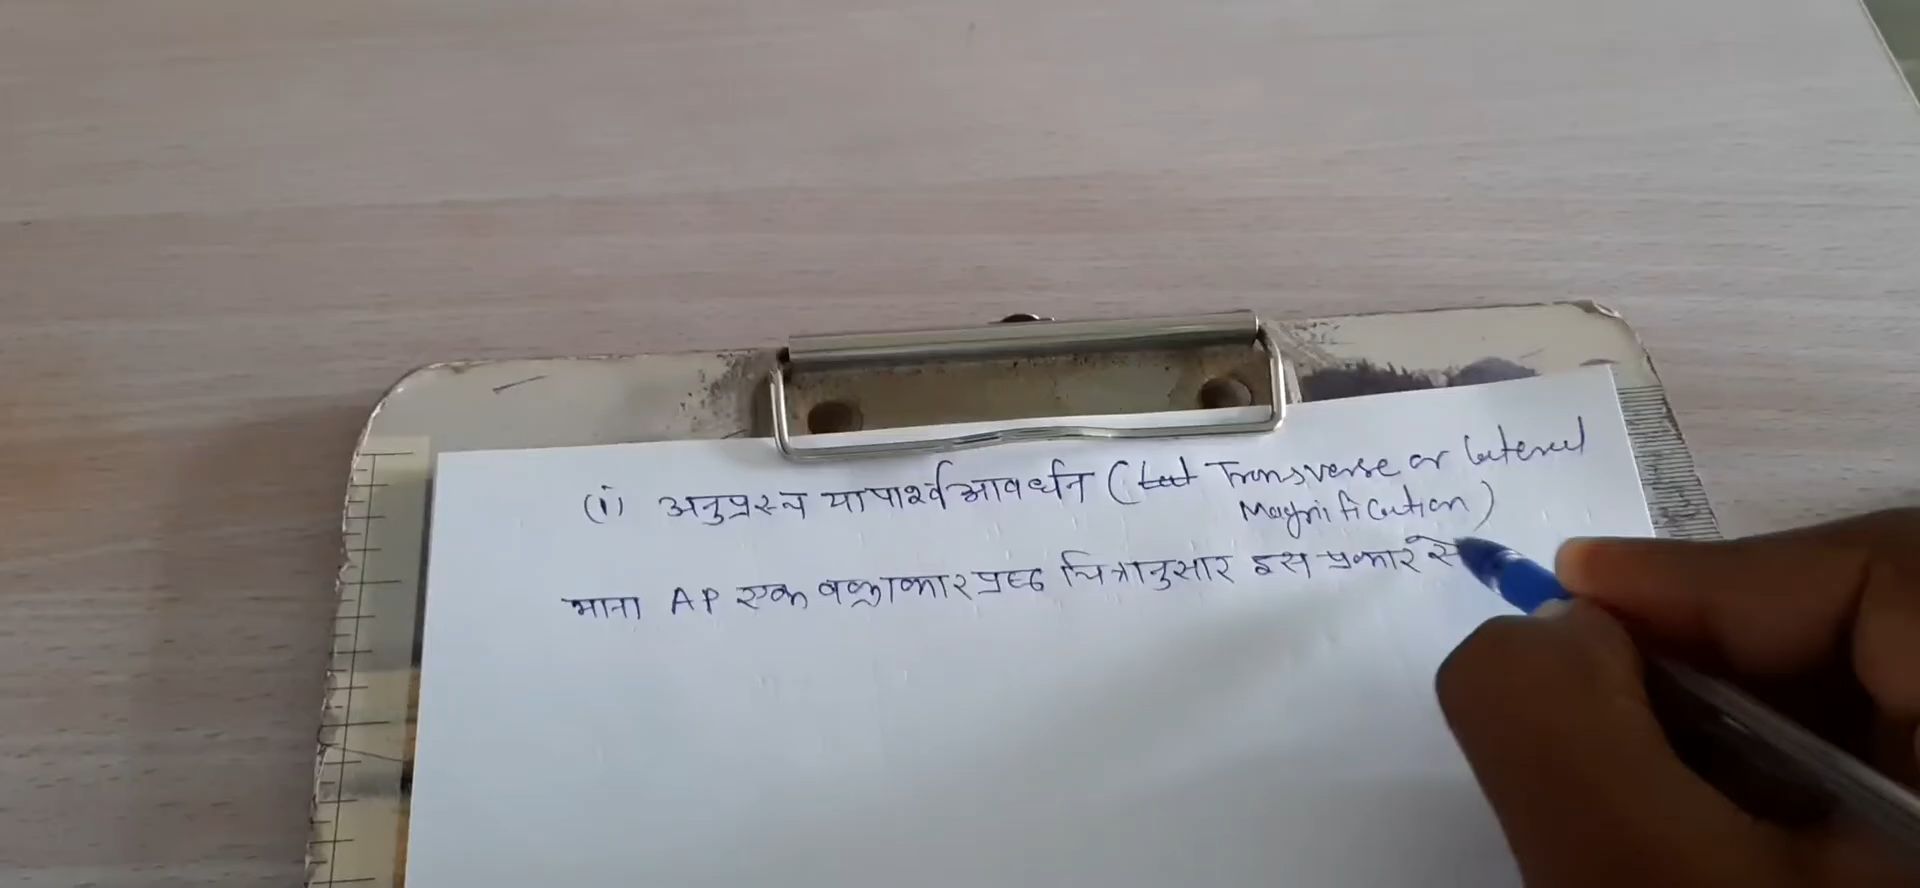 (i) अनुप्रस्थ या पार्श्व आवर्धन ( Transverse or lateral
Magnification)
माना AP एक वक्राकार पृष्ठ चित्रानुसार इस प्रकार से